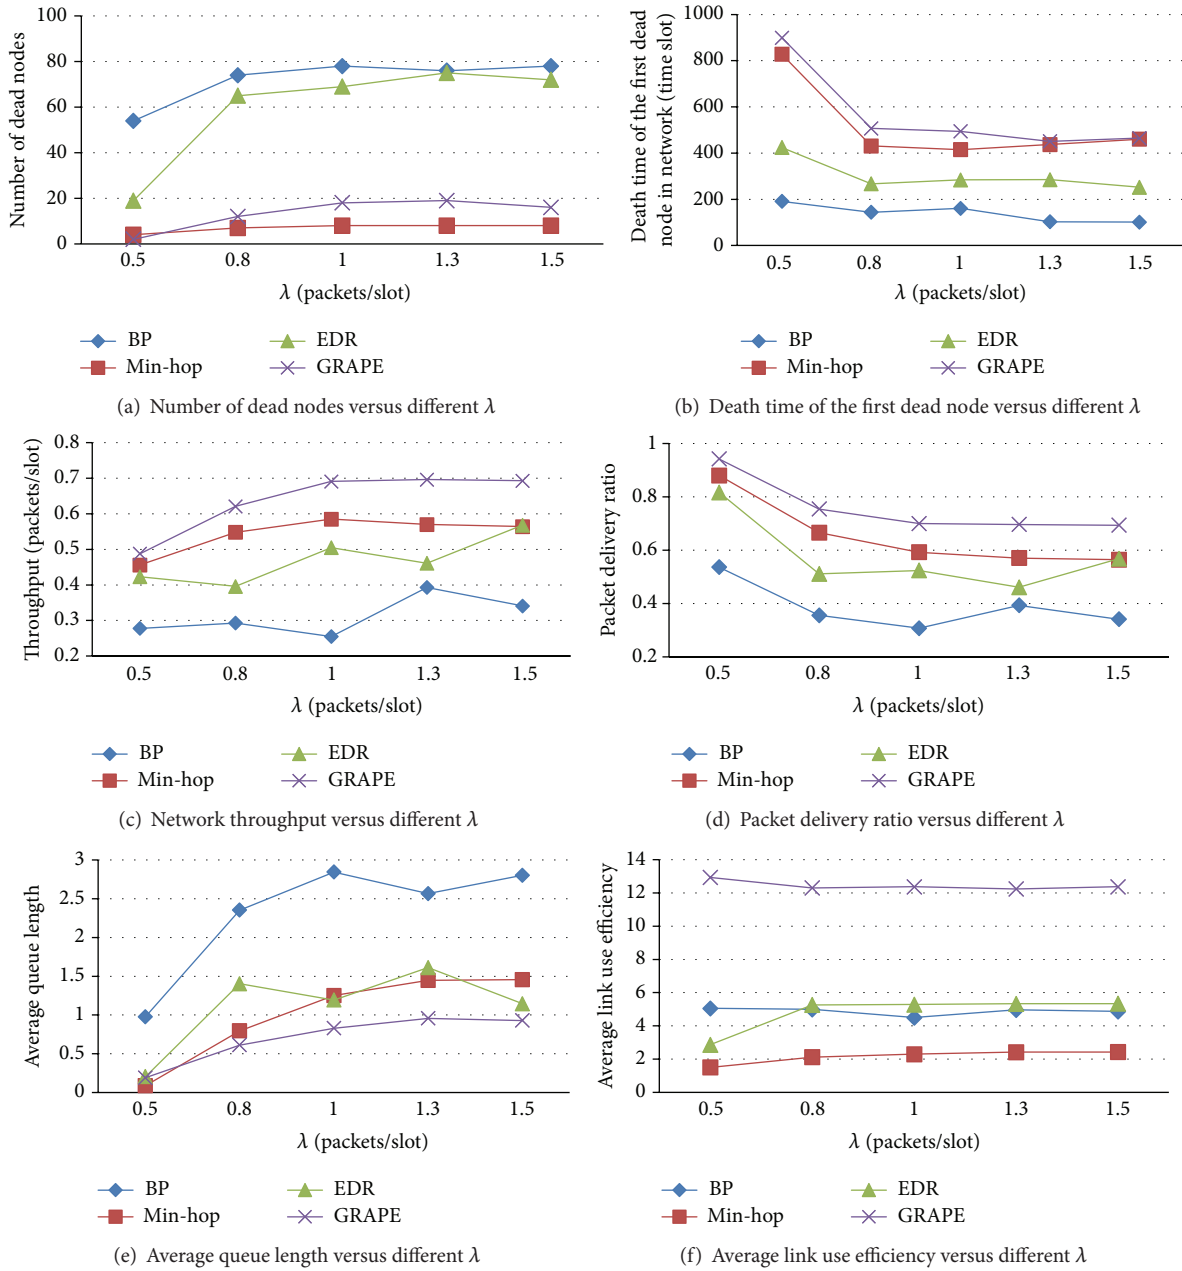 Number of dead nodes
100
80
60
40
20
0
0.5 0.8 1 1.3 1.5
λ (packets/slot)
BP EDR
Min-hop GRAPE
(a) Number of dead nodes versus different λ
Death time of the first dead
node in network (time slot)
1000
800
600
400
200
0
0.5 0.8 1 1.3 1.5
λ (packets/slot)
BP EDR
Min-hop GRAPE
(b) Death time of the first dead node versus different λ
Throughput (packets/slot)
0.8
0.7
0.6
0.5
0.4
0.3
0.2
0.5 0.8 1 1.3 1.5
λ (packets/slot)
BP EDR
Min-hop GRAPE
(c) Network throughput versus different λ
Packet delivery ratio
1
0.8
0.6
0.4
0.2
0.5 0.8 1 1.3 1.5
λ (packets/slot)
BP EDR
Min-hop GRAPE
(d) Packet delivery ratio versus different λ
Average queue length
3
2.5
2
1.5
1
0.5
0
0.5 0.8 1 1.3 1.5
λ (packets/slot)
BP EDR
Min-hop GRAPE
(e) Average queue length versus different λ
Average link use efficiency
14
12
10
8
6
4
2
0
0.5 0.8 1 1.3 1.5
λ (packets/slot)
BP EDR
Min-hop GRAPE
(f) Average link use efficiency versus different λ